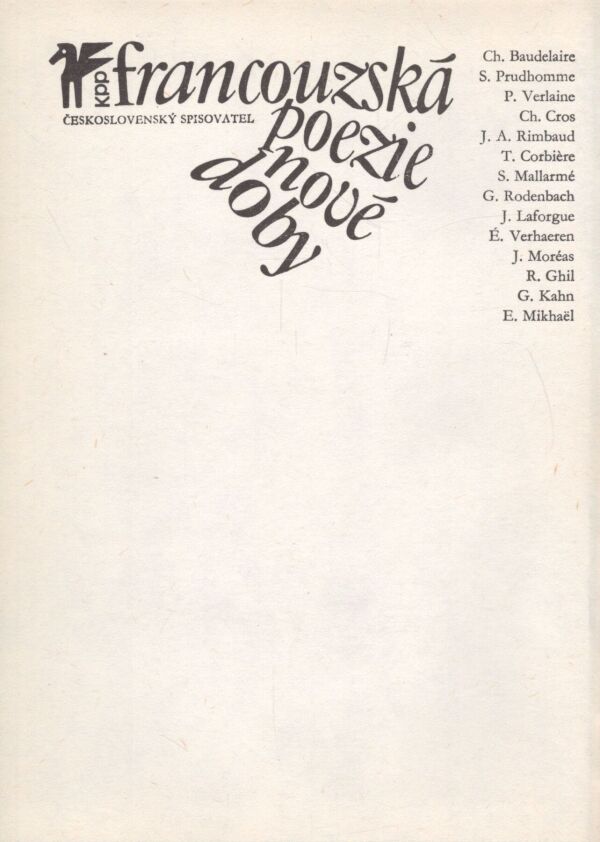 kpp
francouzská
poezie
nové
doby
ČESKOSLOVENSKÝ SPISOVATEL
Ch. Baudelaire
S. Prudhomme
P. Verlaine
Ch. Cros
J. A. Rimbaud
T. Corbière
S. Mallarmé
G. Rodenbach
J. Laforgue
É. Verhaeren
J. Moréas
R. Ghil
G. Kahn
E. Mikhaël